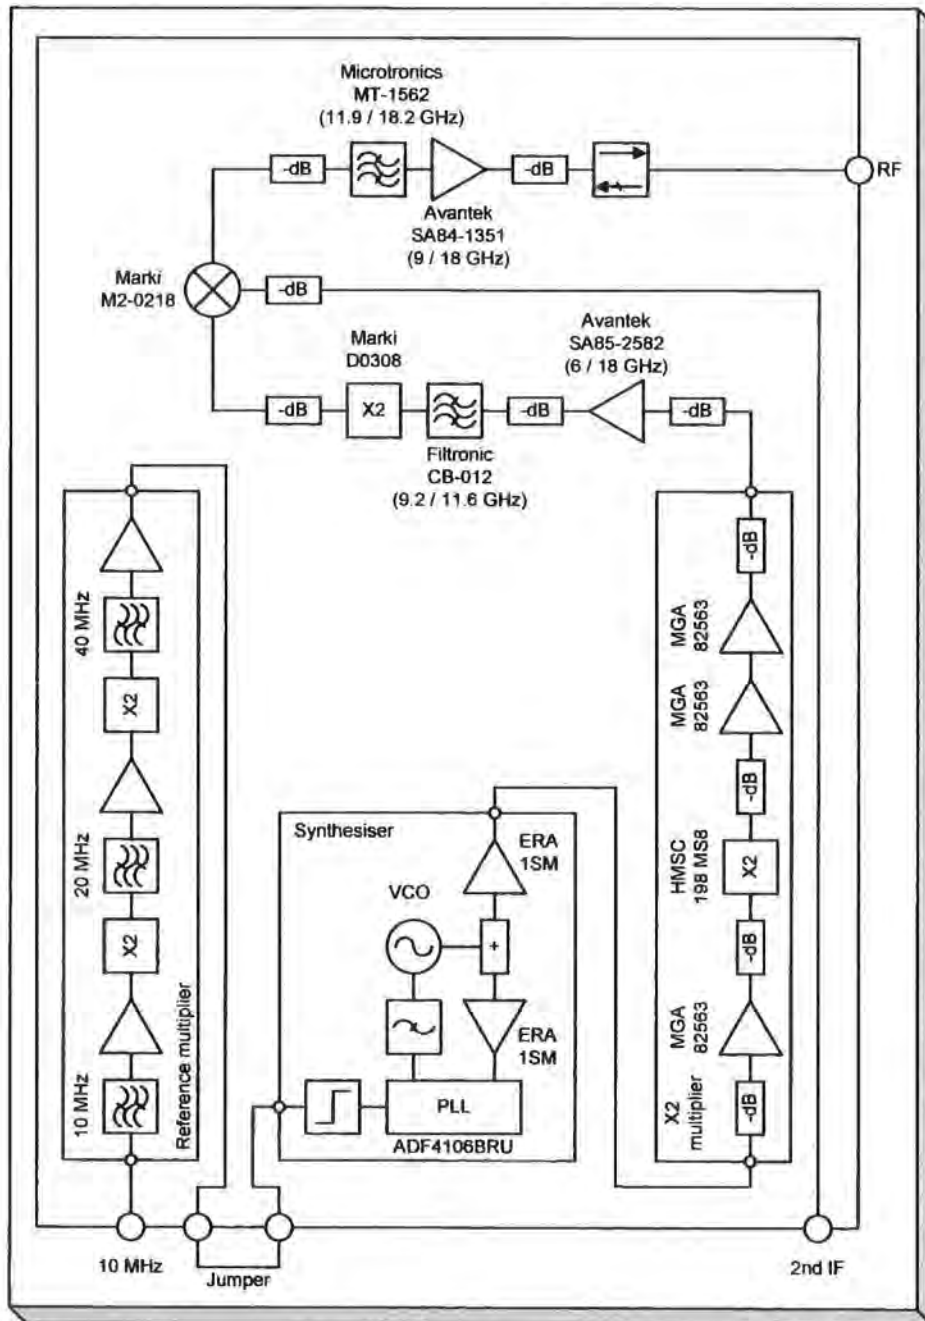 Microtronics
MT-1562
(11.9 / 18.2 GHz)
-dB
-dB
RF
Avantek
SA84-1351
(9 / 18 GHz)
Marki
M2-0218
-dB
Marki
D0308
Avantek
SA85-2582
(6 / 18 GHz)
-dB
X2
-dB
-dB
Filtronic
CB-012
(9.2 / 11.6 GHz)
40 MHz
X2
20 MHz
X2
10 MHz
Reference multiplier
Synthesiser
ERA
1SM
VCO
+
ERA
1SM
PLL
ADF4106BRU
-dB
MGA
82563
MGA
82563
-dB
HMSC
198 MS8
X2
-dB
MGA
82563
X2
multiplier
-dB
10 MHz
Jumper
2nd IF